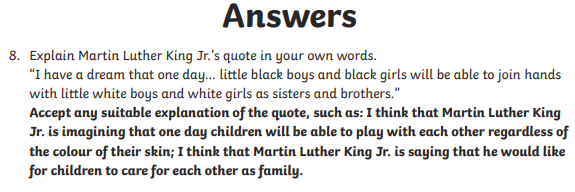 Answers
8. Explain Martin Luther King Jr.'s quote in your own words.
“I have a dream that one day... little black boys and black girls will be able to join hands
with little white boys and white girls as sisters and brothers.”
Accept any suitable explanation of the quote, such as: I think that Martin Luther King
Jr. is imagining that one day children will be able to play with each other regardless of
the colour of their skin; I think that Martin Luther King Jr. is saying that he would like
for children to care for each other as family.